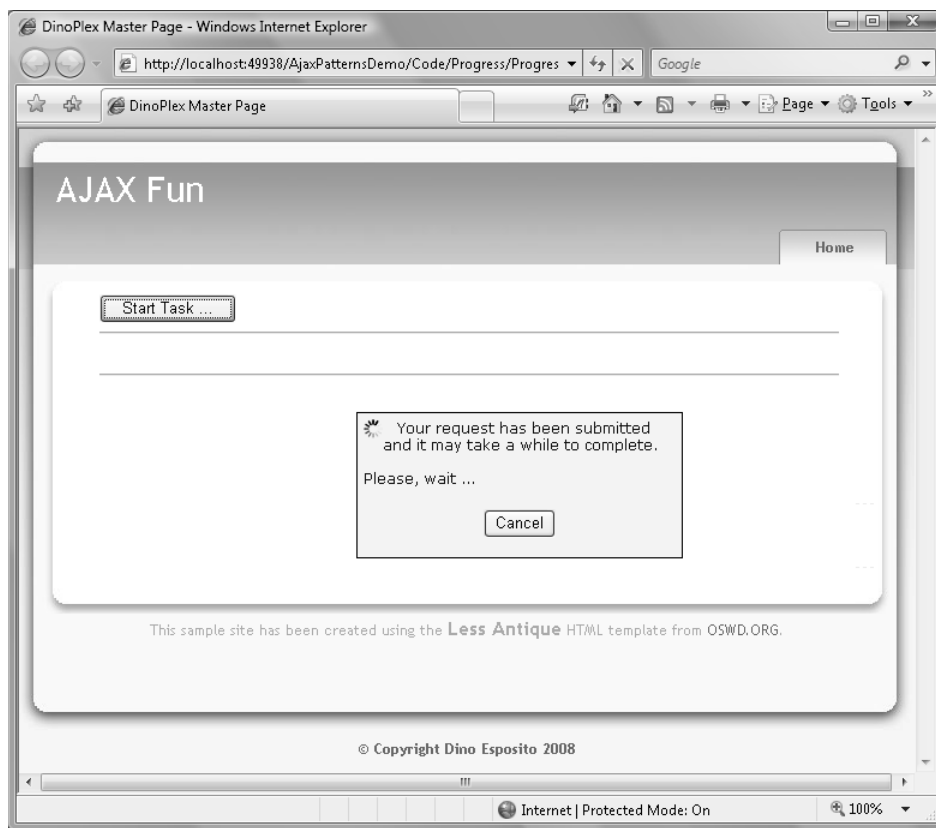 DinoPlex Master Page - Windows Internet Explorer
http://localhost:49938/AjaxPatternsDemo/Code/Progress/Progres
Google
DinoPlex Master Page
Page
Tools
AJAX Fun
Home
Start Task ...
Your request has been submitted
and it may take a while to complete.
Please, wait ...
Cancel
This sample site has been created using the Less Antique HTML template from OSWD.ORG.
© Copyright Dino Esposito 2008
Internet | Protected Mode: On
100%